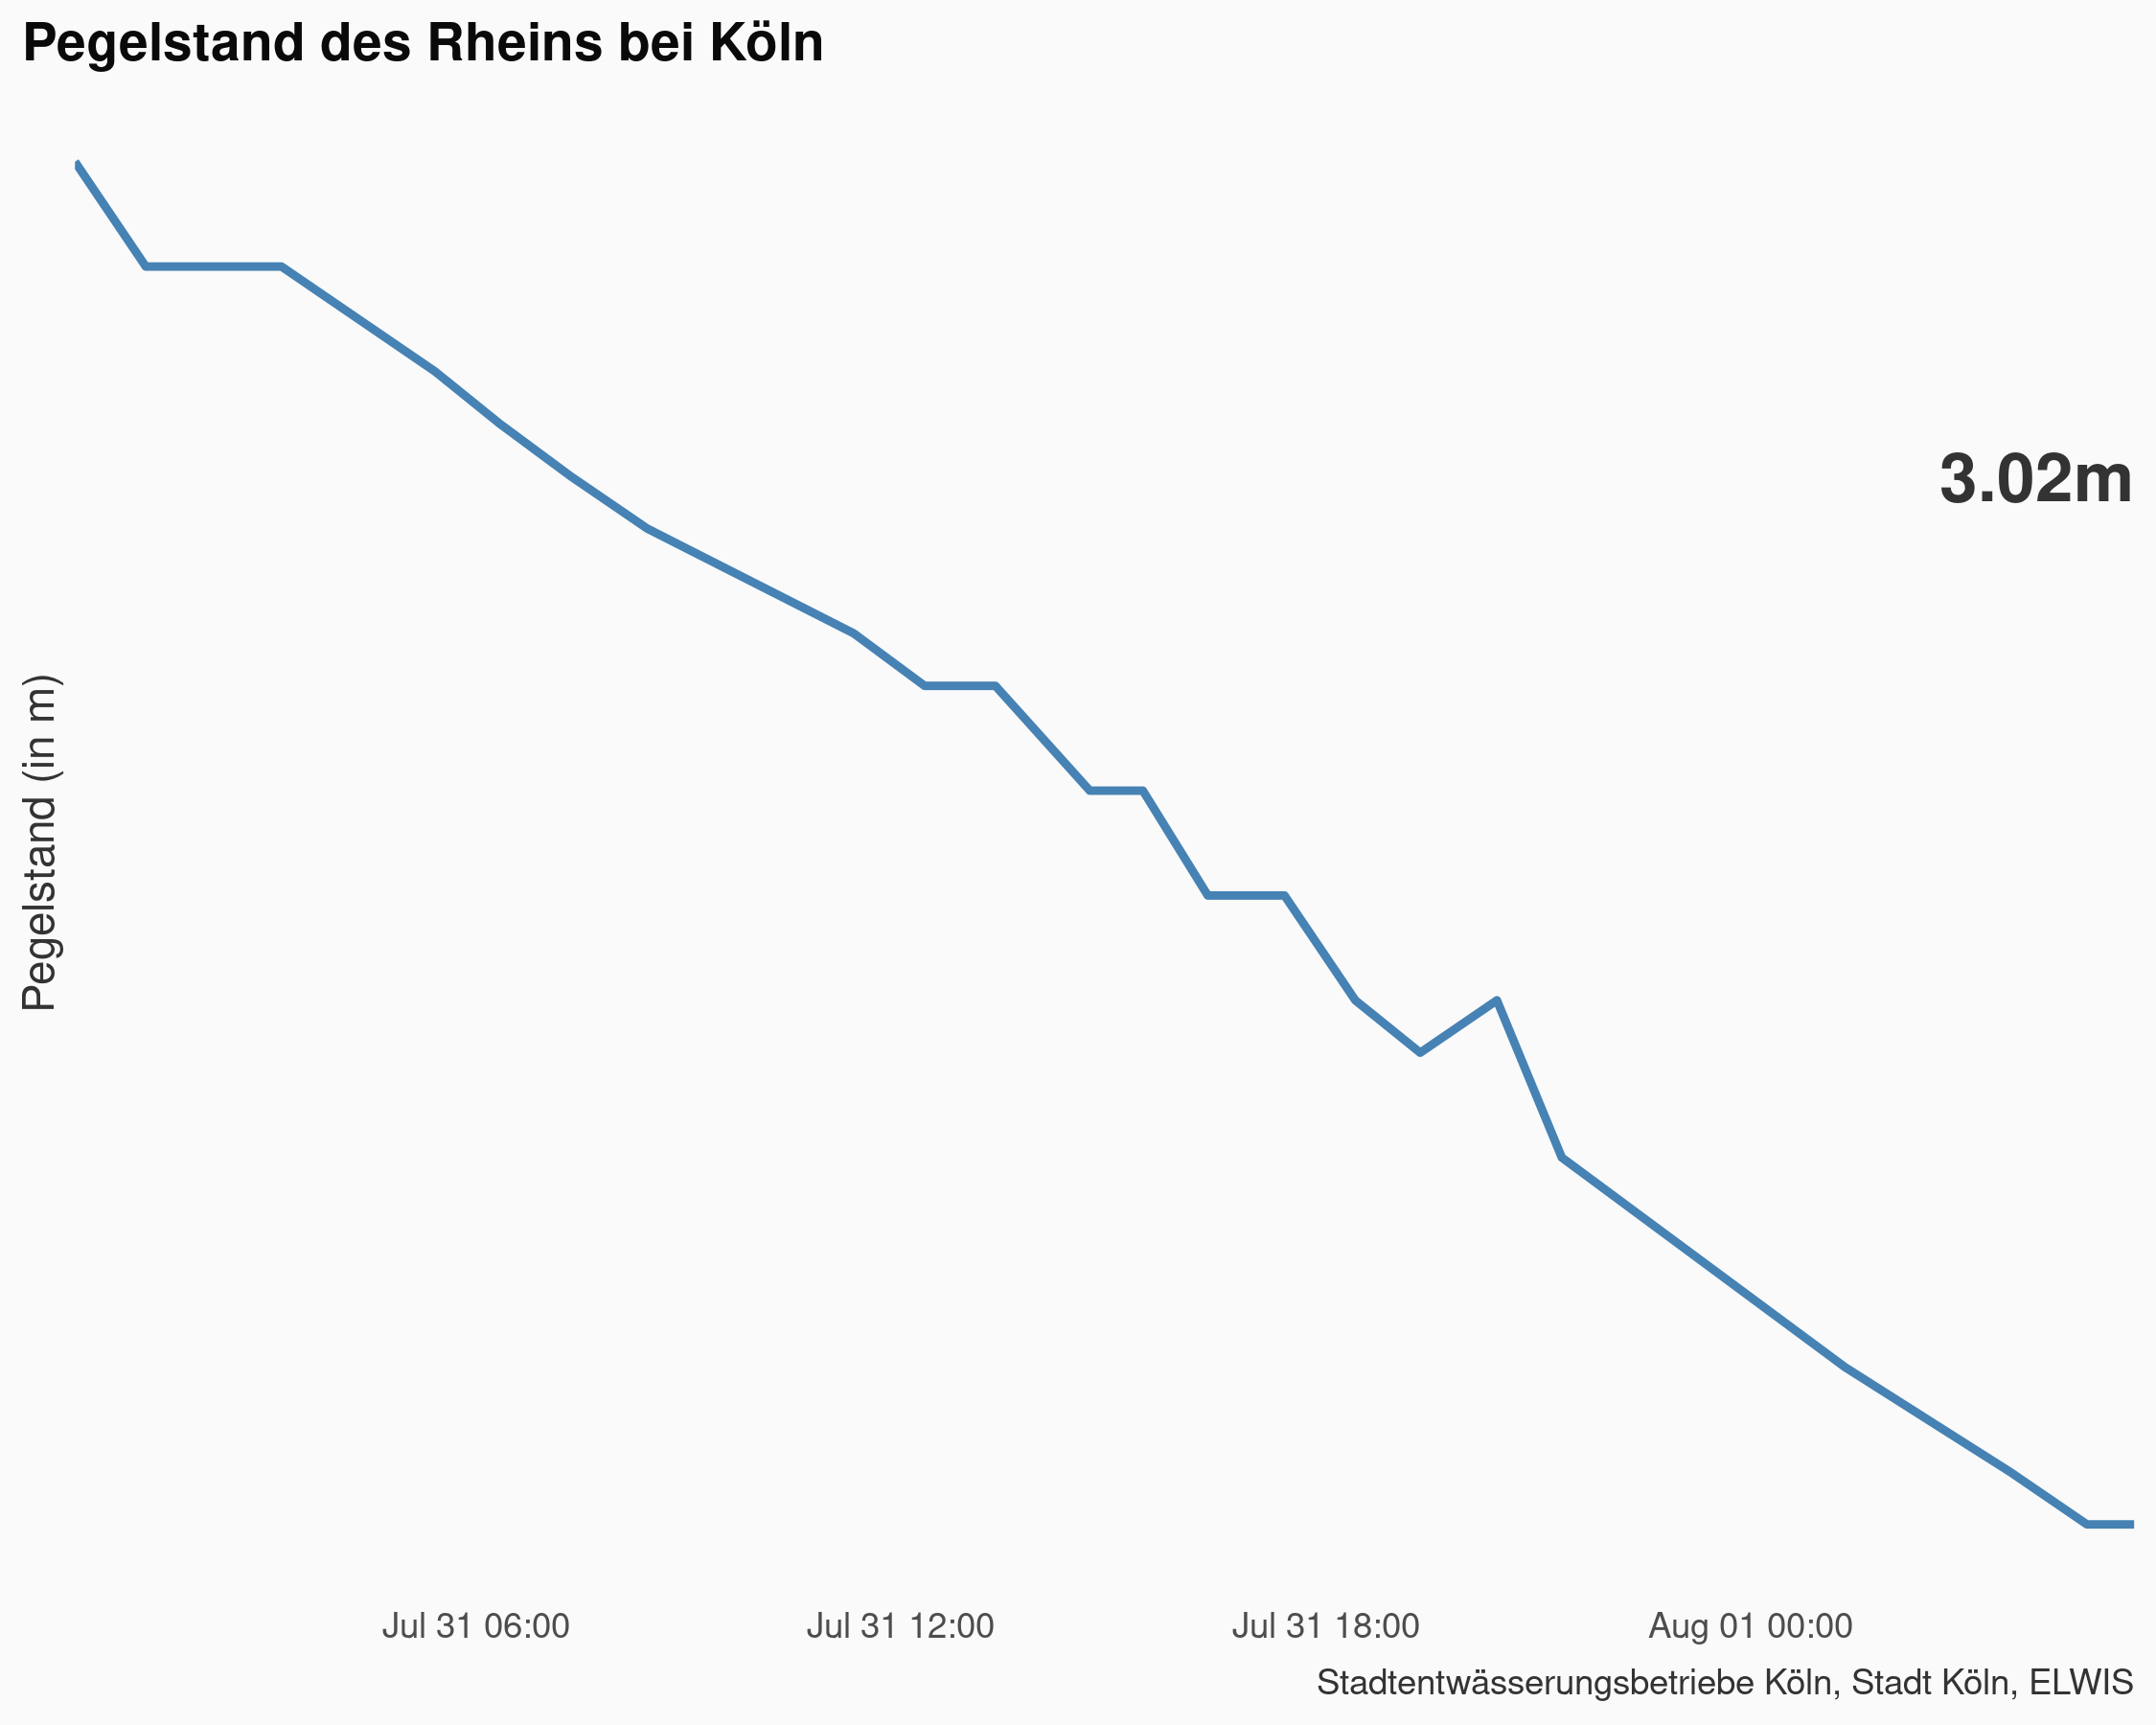 Pegelstand des Rheins bei Köln
3.02m
Pegelstand (in m)
Jul 31 06:00
Jul 31 12:00
Jul 31 18:00
Aug 01 00:00
Stadtentwässerungsbetriebe Köln, Stadt Köln, ELWIS